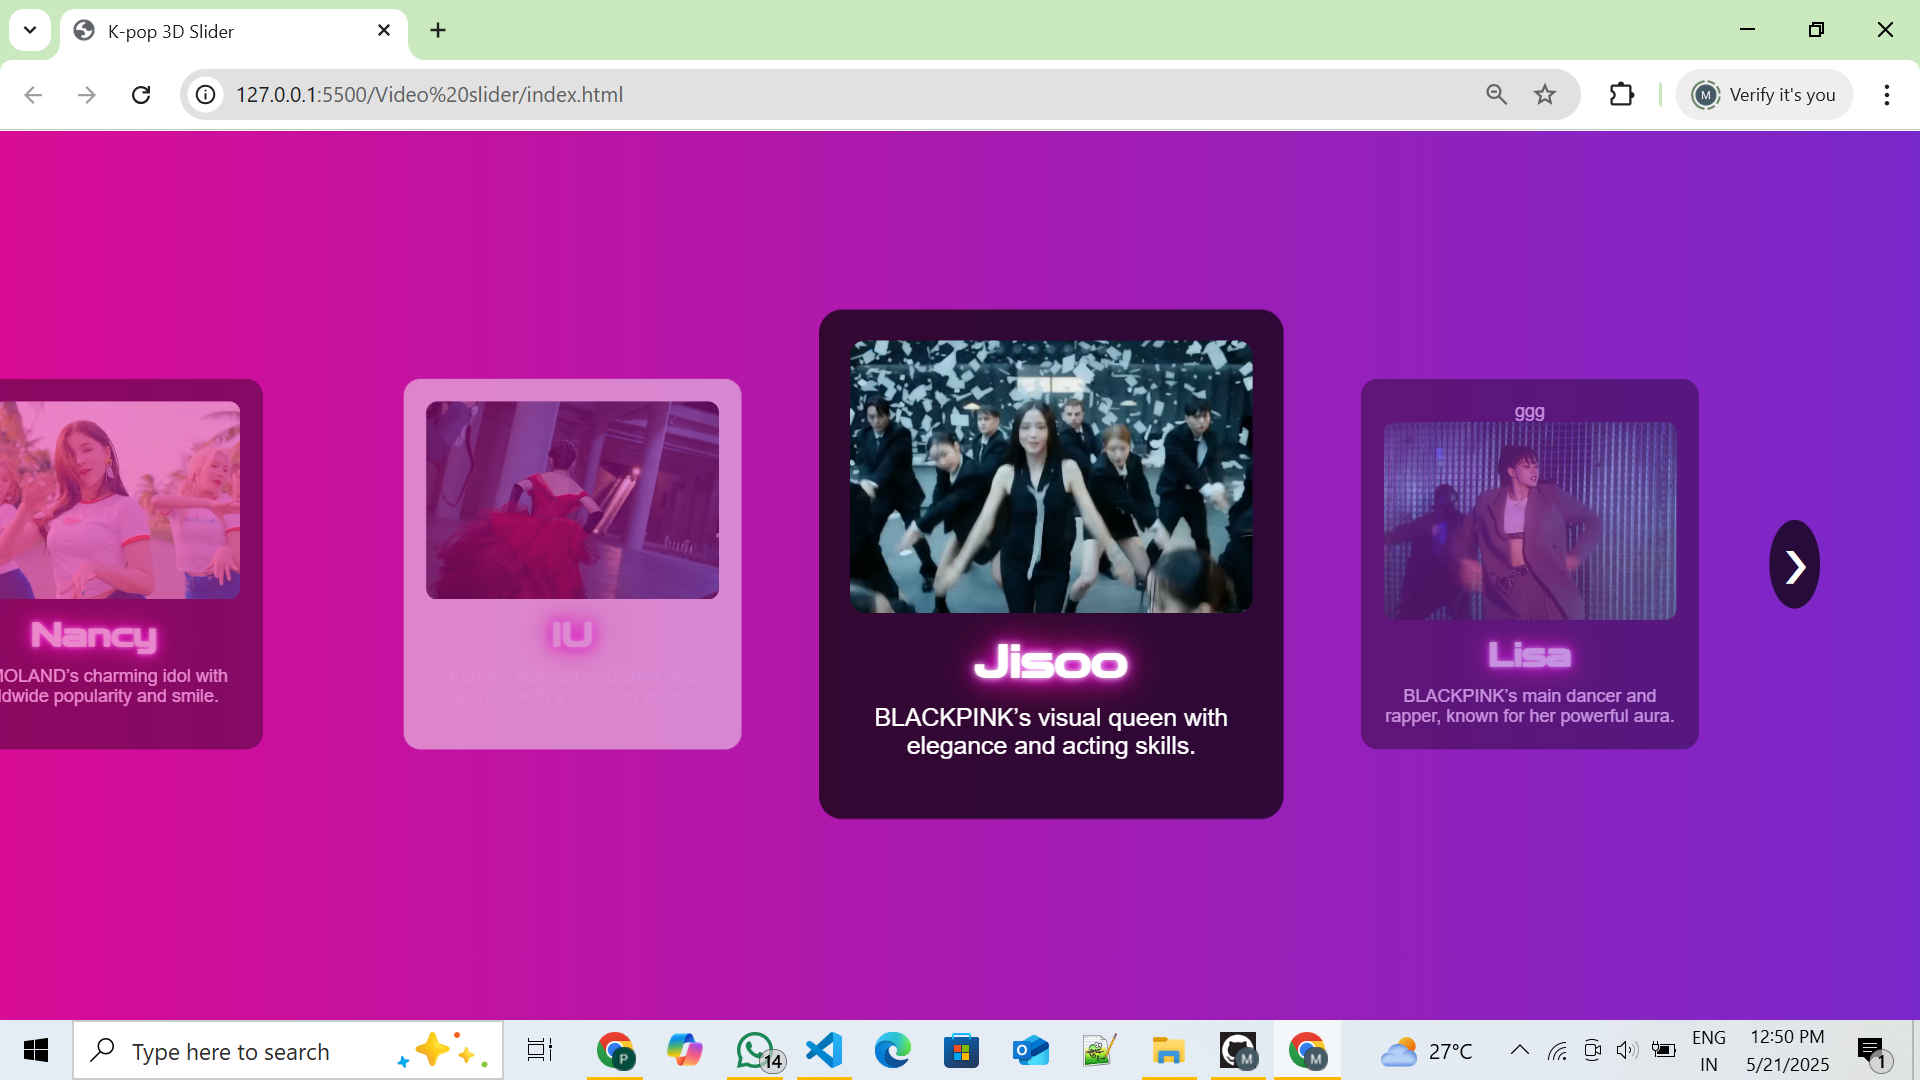 K-pop 3D Slider
127.0.0.1:5500/Video%20slider/index.html
M
Verify it's you
Nancy
MOLAND’s charming idol with
ldwide popularity and smile.
IU
Korea's beloved solo artist and
actress with a soothing voice.
Jisoo
BLACKPINK’s visual queen with
elegance and acting skills.
ggg
Lisa
BLACKPINK’s main dancer and
rapper, known for her powerful aura.
❯
Type here to search
P
14
M
M
27°C
ENG
IN
12:50 PM
5/21/2025
1